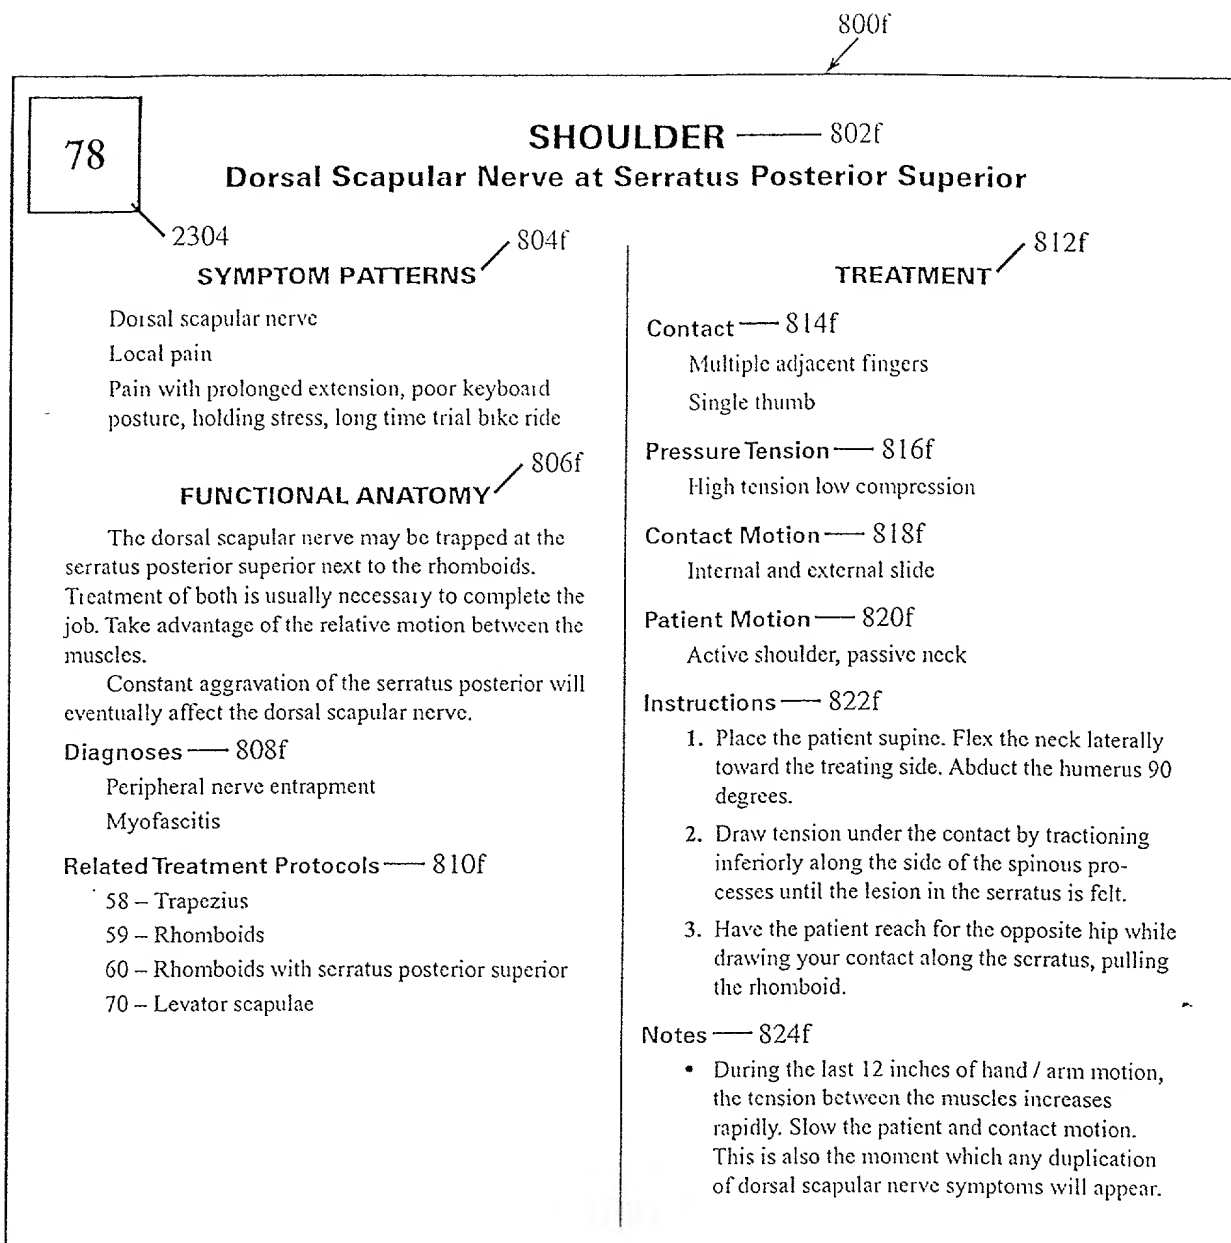 800f
78
SHOULDER — 802f
Dorsal Scapular Nerve at Serratus Posterior Superior
2304
804f
SYMPTOM PATTERNS
Dorsal scapular nerve
Local pain
Pain with prolonged extension, poor keyboard
posture, holding stress, long time trial bike ride
806f
FUNCTIONAL ANATOMY
The dorsal scapular nerve may be trapped at the
serratus posterior superior next to the rhomboids.
Treatment of both is usually necessary to complete the
job. Take advantage of the relative motion between the
muscles.
Constant aggravation of the serratus posterior will
eventually affect the dorsal scapular nerve.
Diagnoses — 808f
Peripheral nerve entrapment
Myofascitis
Related Treatment Protocols — 810f
58 – Trapezius
59 – Rhomboids
60 – Rhomboids with serratus posterior superior
70 – Levator scapulae
812f
TREATMENT
Contact — 814f
Multiple adjacent fingers
Single thumb
Pressure Tension — 816f
High tension low compression
Contact Motion — 818f
Internal and external slide
Patient Motion — 820f
Active shoulder, passive neck
Instructions — 822f
1. Place the patient supine. Flex the neck laterally
toward the treating side. Abduct the humerus 90
degrees.
2. Draw tension under the contact by tractioning
inferiorly along the side of the spinous pro-
cesses until the lesion in the serratus is felt.
3. Have the patient reach for the opposite hip while
drawing your contact along the serratus, pulling
the rhomboid.
Notes — 824f
• During the last 12 inches of hand / arm motion,
the tension between the muscles increases
rapidly. Slow the patient and contact motion.
This is also the moment which any duplication
of dorsal scapular nerve symptoms will appear.